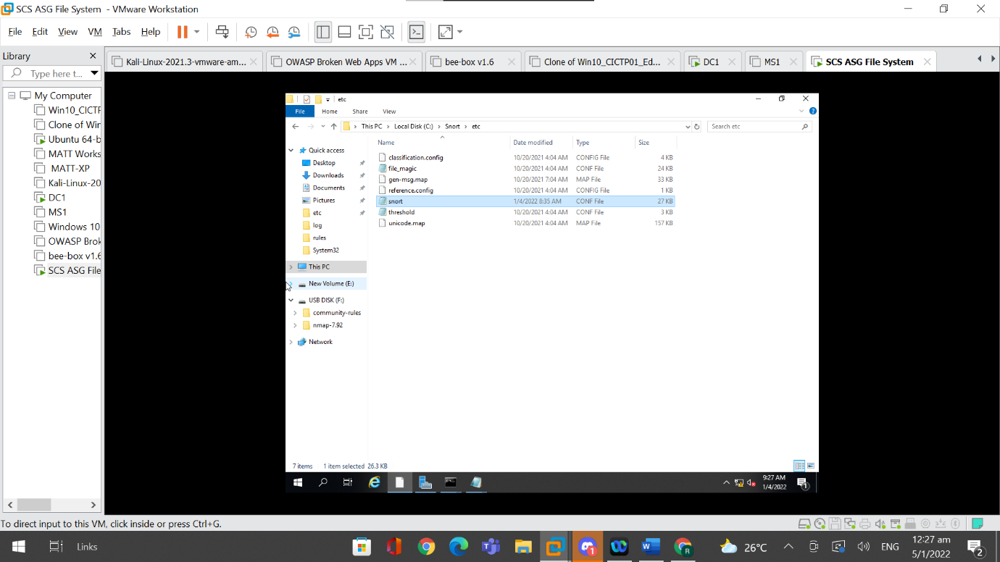 SCS ASG File System - VMware Workstation
File Edit View VM Tabs Help
Library
Type here t...
My Computer
Win10_CICTF
Clone of Win
Ubuntu 64-b
MATT Works
MATT-XP
Kali-Linux-20
DC1
MS1
Windows 10
OWASP Brok
bee-box v1.6
SCS ASG File
Kali-Linux-2021.3-vmware-am... OWASP Broken Web Apps VM ... bee-box v1.6 Clone of Win10_CICTP01_Ed... DC1 MS1 SCS ASG File System
etc
File Home Share View
This PC > Local Disk (C:) > Snort > etc
Search etc
Quick access
Desktop
Downloads
Documents
Pictures
etc
log
rules
System32
This PC
New Volume (E:)
USB DISK (F:)
community-rules
nmap-7.92
Network
Name Date modified Type Size
classification.config 10/20/2021 4:04 AM CONFIG File 4 KB
file_magic 10/20/2021 4:04 AM CONF File 24 KB
gen-msg.map 10/20/2021 7:04 AM MAP File 33 KB
reference.config 10/20/2021 4:04 AM CONFIG File 1 KB
snort 1/4/2022 8:35 AM CONF File 27 KB
threshold 10/20/2021 4:04 AM CONF File 3 KB
unicode.map 10/20/2021 4:04 AM MAP File 157 KB
7 items 1 item selected 26.3 KB
9:27 AM
1/4/2022
1
To direct input to this VM, click inside or press Ctrl+G.
Links
1
W
R
26°C
ENG
12:27 am
5/1/2022
2